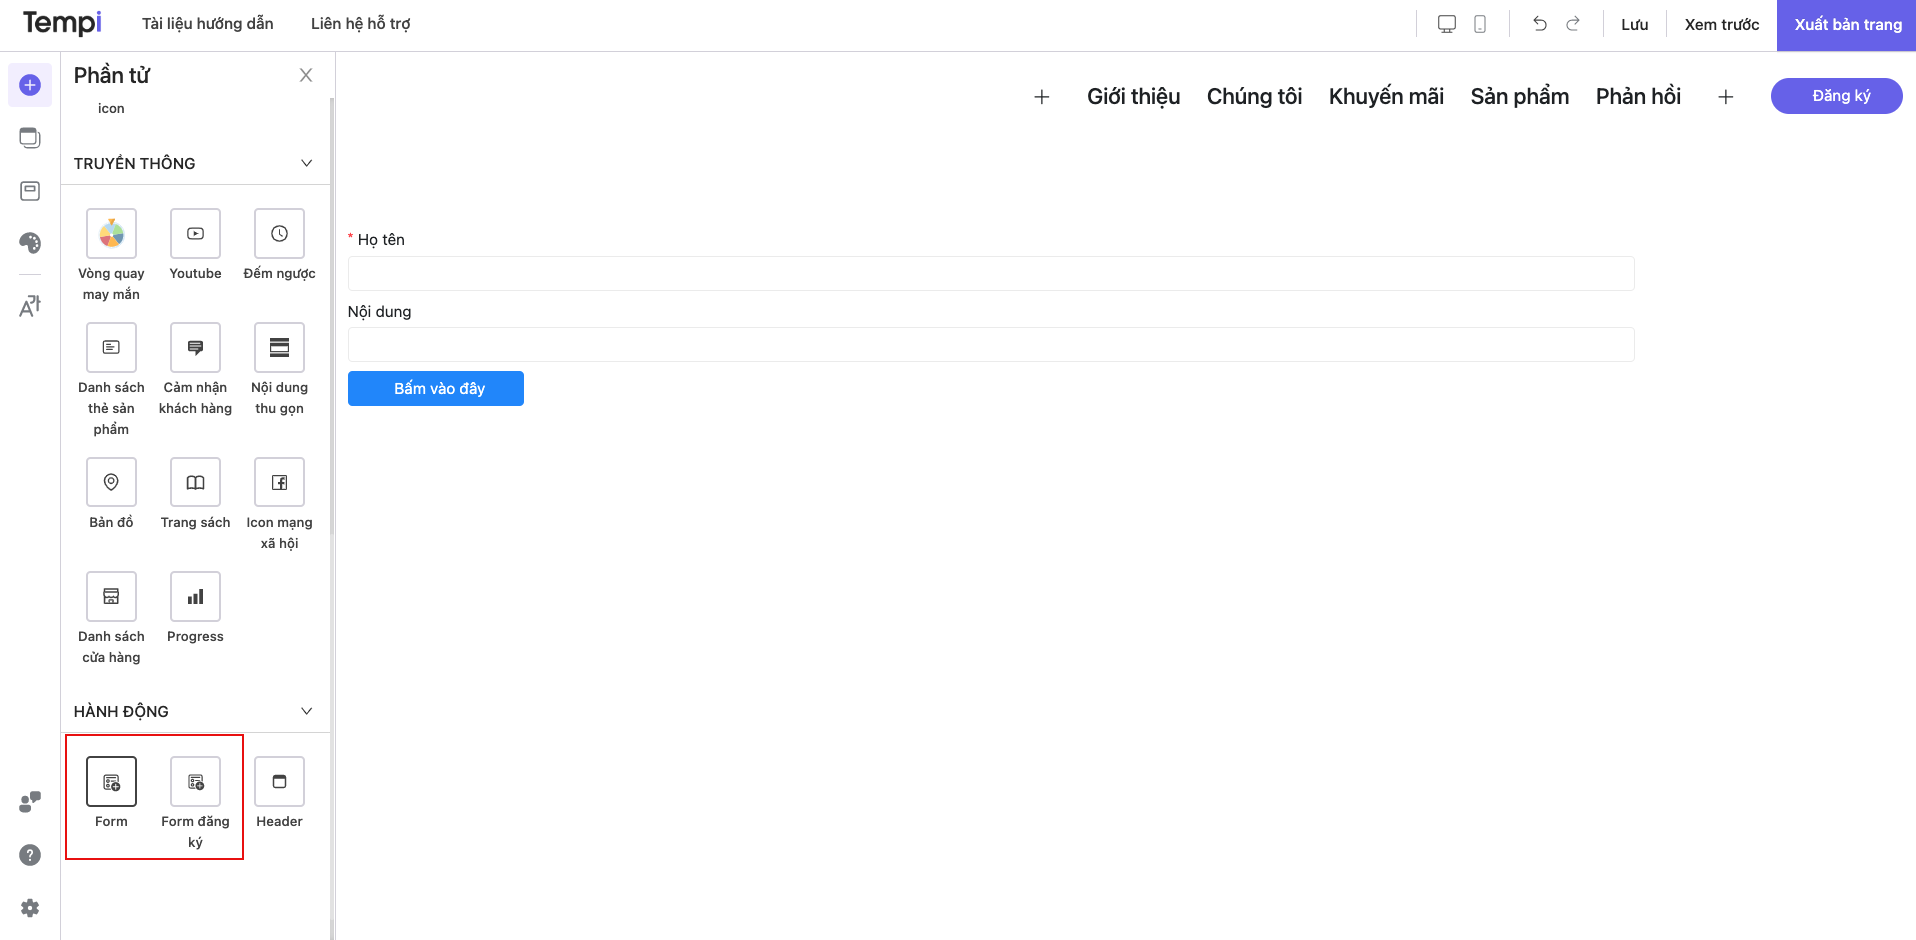 Tempi
Tài liệu hướng dẫn
Liên hệ hỗ trợ
Lưu
Xem trước
Xuất bản trang
Phần tử
icon
TRUYỀN THÔNG
Vòng quay
may mắn
Youtube
Đếm ngược
Danh sách
thẻ sản
phẩm
Cảm nhận
khách hàng
Nội dung
thu gọn
Bản đồ
Trang sách
Icon mạng
xã hội
Danh sách
cửa hàng
Progress
HÀNH ĐỘNG
Form
Form đăng
ký
Header
Giới thiệu
Chúng tôi
Khuyến mãi
Sản phẩm
Phản hồi
Đăng ký
* Họ tên
Nội dung
Bấm vào đây